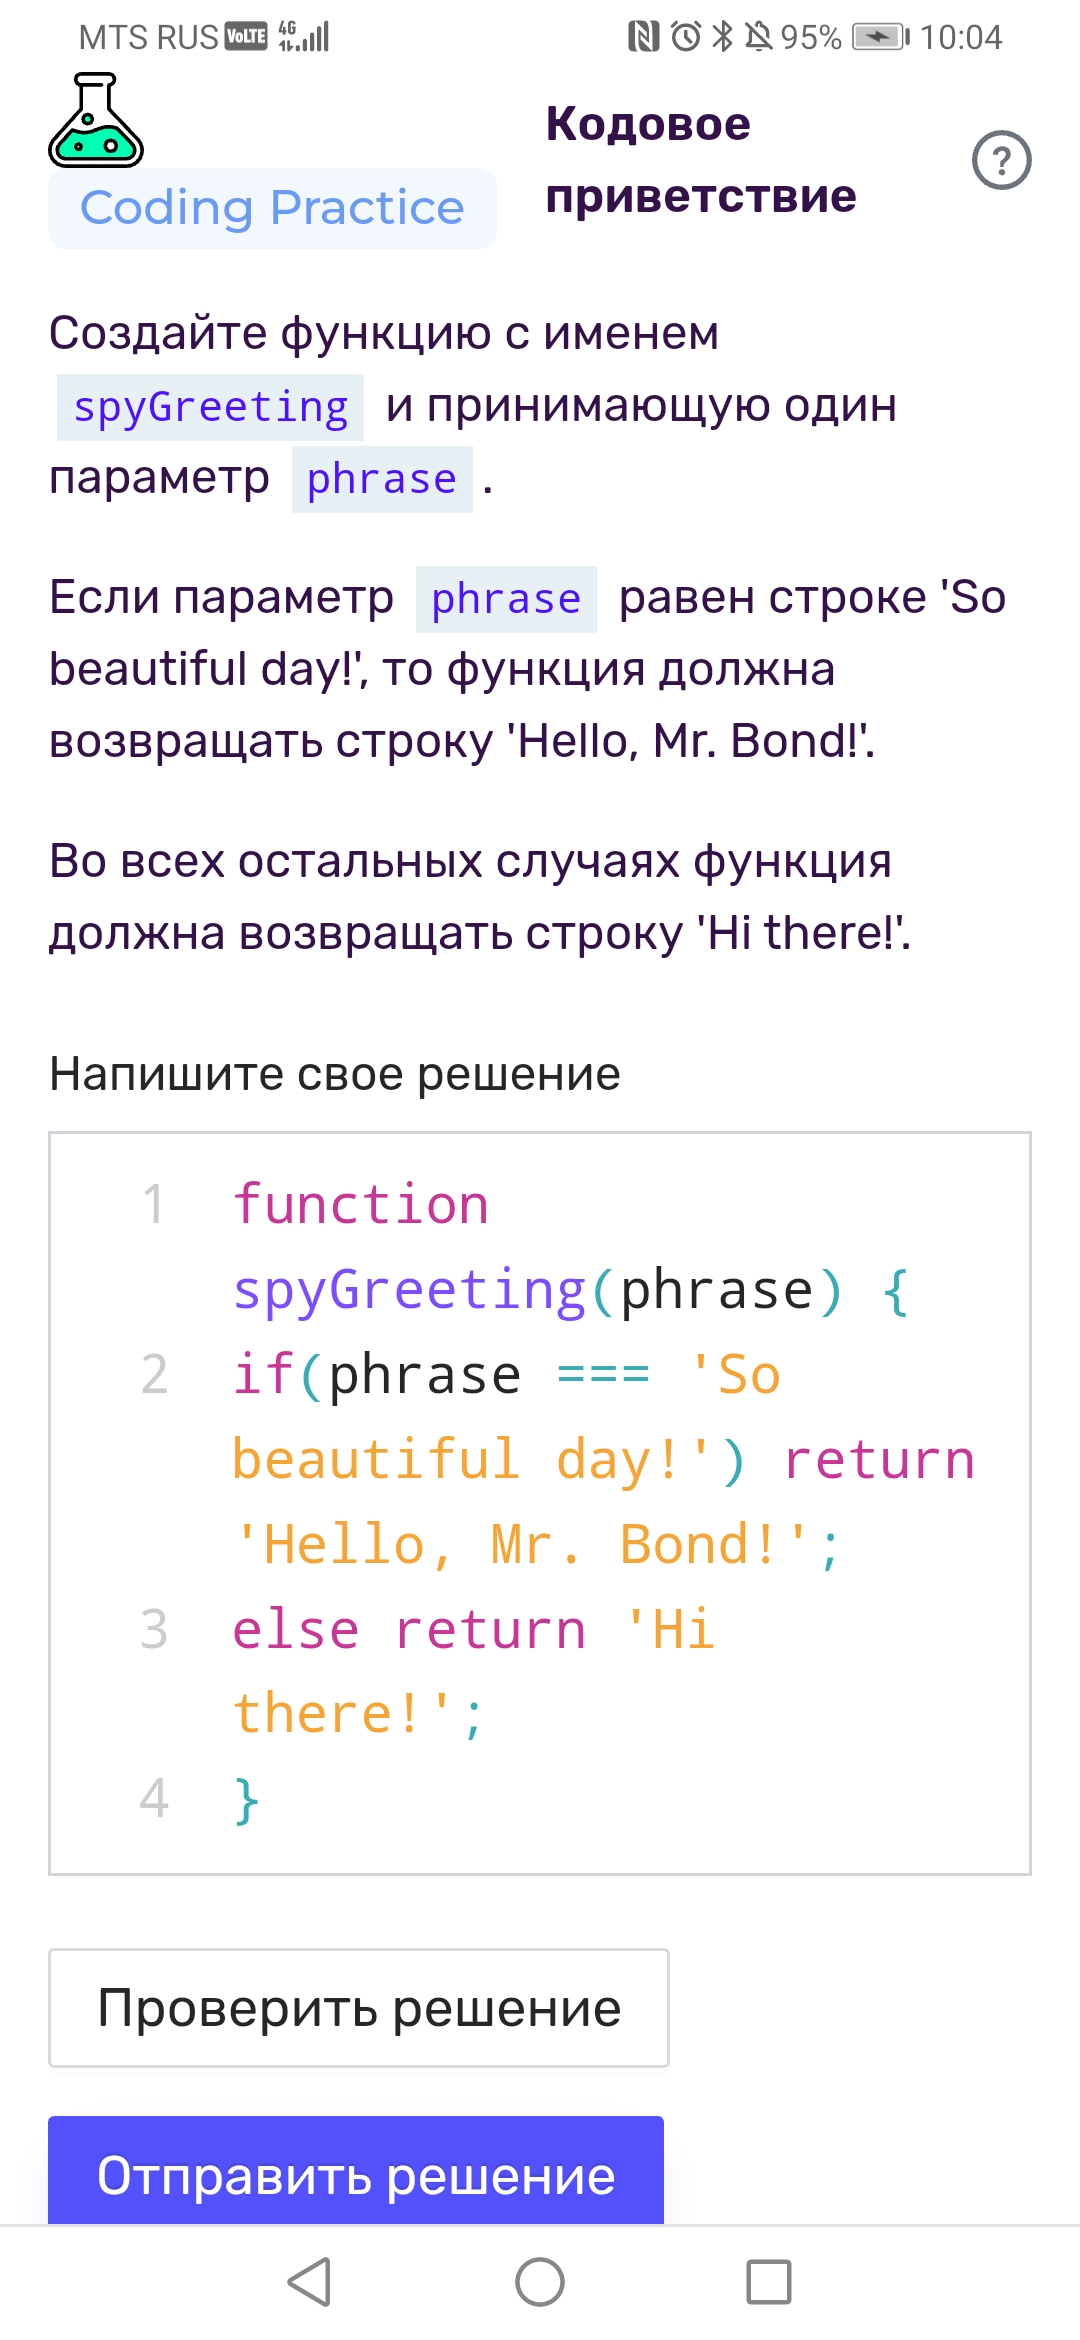 MTS RUS VoLTE 4G 95% 10:04
Coding Practice
Кодовое
приветствие
?
Создайте функцию с именем
spyGreeting и принимающую один
параметр phrase .
Если параметр phrase равен строке 'So
beautiful day!', то функция должна
возвращать строку 'Hello, Mr. Bond!'.
Во всех остальных случаях функция
должна возвращать строку 'Hi there!'.
Напишите свое решение
1 function
spyGreeting(phrase) {
2 if(phrase === 'So
beautiful day!') return
'Hello, Mr. Bond!';
3 else return 'Hi
there!';
4 }
Проверить решение
Отправить решение